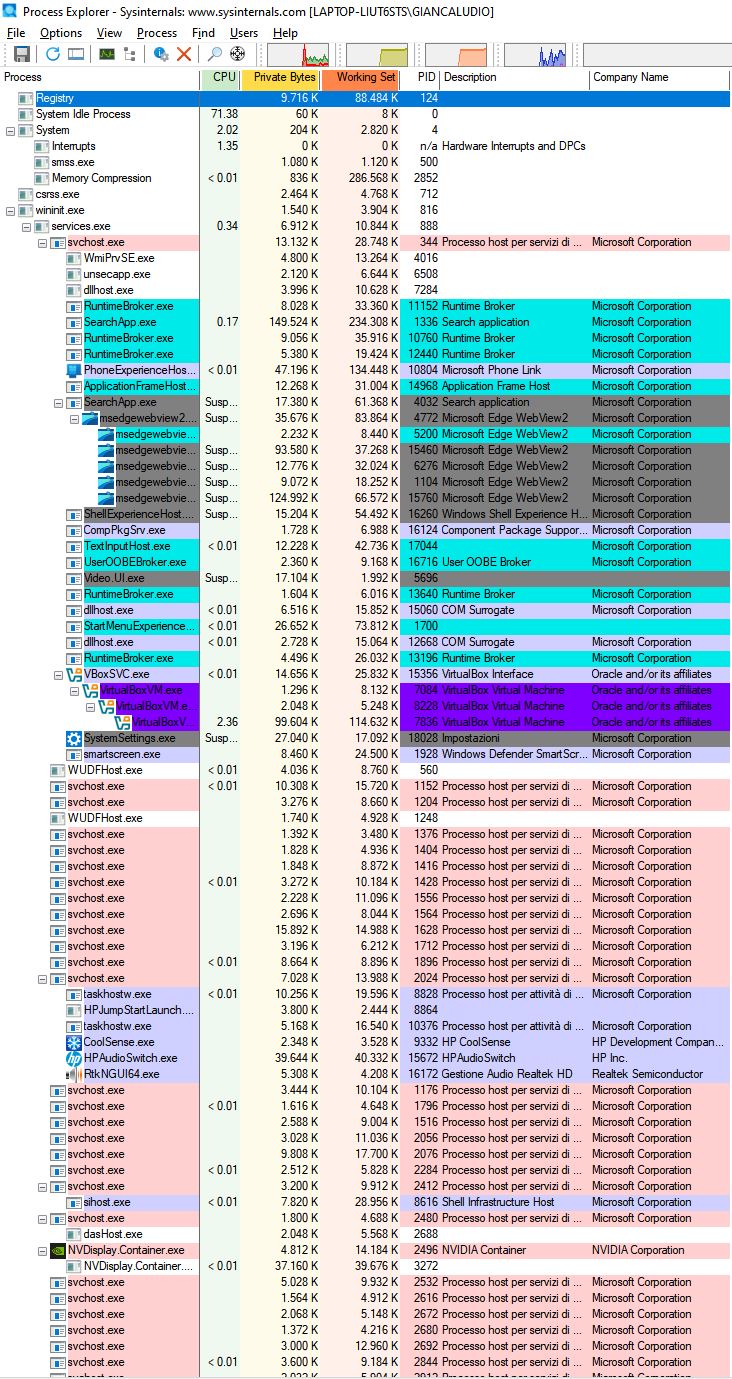 Process Explorer - Sysinternals: www.sysinternals.com [LAPTOP-LIUT6STS\GIANCALUDIO]
File Options View Process Find Users Help
Process CPU Private Bytes Working Set PID Description Company Name
Registry 9.716 K 88.484 K 124
System Idle Process 71.38 60 K 8 K 0
System 2.02 204 K 2.820 K 4
Interrupts 1.35 0 K 0 K n/a Hardware Interrupts and DPCs
smss.exe 1.080 K 1.120 K 500
Memory Compression < 0.01 836 K 286.568 K 2852
csrss.exe 2.464 K 4.768 K 712
wininit.exe 1.540 K 3.904 K 816
services.exe 0.34 6.912 K 10.844 K 888
svchost.exe 13.132 K 28.748 K 344 Processo host per servizi di ... Microsoft Corporation
WmiPrvSE.exe 4.800 K 13.264 K 4016
unsecapp.exe 2.120 K 6.644 K 6508
dllhost.exe 3.996 K 10.628 K 7284
RuntimeBroker.exe 8.028 K 33.360 K 11152 Runtime Broker Microsoft Corporation
SearchApp.exe 0.17 149.524 K 234.308 K 1336 Search application Microsoft Corporation
RuntimeBroker.exe 9.056 K 35.916 K 10760 Runtime Broker Microsoft Corporation
RuntimeBroker.exe 5.380 K 19.424 K 12440 Runtime Broker Microsoft Corporation
PhoneExperienceHos... < 0.01 47.196 K 134.448 K 10804 Microsoft Phone Link Microsoft Corporation
ApplicationFrameHost... 12.268 K 31.004 K 14968 Application Frame Host Microsoft Corporation
SearchApp.exe Susp... 17.380 K 61.368 K 4032 Search application Microsoft Corporation
msedgewebview2.... Susp... 35.676 K 83.864 K 4772 Microsoft Edge WebView2 Microsoft Corporation
msedgewebvie... 2.232 K 8.440 K 5200 Microsoft Edge WebView2 Microsoft Corporation
msedgewebvie... Susp... 93.580 K 37.268 K 15460 Microsoft Edge WebView2 Microsoft Corporation
msedgewebvie... Susp... 12.776 K 32.024 K 6276 Microsoft Edge WebView2 Microsoft Corporation
msedgewebvie... Susp... 9.072 K 18.252 K 1104 Microsoft Edge WebView2 Microsoft Corporation
msedgewebvie... Susp... 124.992 K 66.572 K 15760 Microsoft Edge WebView2 Microsoft Corporation
ShellExperienceHost.... Susp... 15.204 K 54.492 K 16260 Windows Shell Experience H... Microsoft Corporation
CompPkgSrv.exe 1.728 K 6.988 K 16124 Component Package Suppor... Microsoft Corporation
TextInputHost.exe < 0.01 12.228 K 42.736 K 17044 Microsoft Corporation
UserOOBEBroker.exe 2.360 K 9.168 K 16716 User OOBE Broker Microsoft Corporation
Video.UI.exe Susp... 17.104 K 1.992 K 5696
RuntimeBroker.exe 1.604 K 6.016 K 13640 Runtime Broker Microsoft Corporation
dllhost.exe < 0.01 6.516 K 15.852 K 15060 COM Surrogate Microsoft Corporation
StartMenuExperience... < 0.01 26.652 K 73.812 K 1700
dllhost.exe < 0.01 2.728 K 15.064 K 12668 COM Surrogate Microsoft Corporation
RuntimeBroker.exe 4.496 K 26.032 K 13196 Runtime Broker Microsoft Corporation
VBoxSVC.exe < 0.01 14.656 K 25.832 K 15356 VirtualBox Interface Oracle and/or its affiliates
VirtualBoxVM.exe 1.296 K 8.132 K 7084 VirtualBox Virtual Machine Oracle and/or its affiliates
VirtualBoxVM.e... 2.048 K 5.248 K 8228 VirtualBox Virtual Machine Oracle and/or its affiliates
VirtualBoxV... 2.36 99.604 K 114.632 K 7836 VirtualBox Virtual Machine Oracle and/or its affiliates
SystemSettings.exe Susp... 27.040 K 17.092 K 18028 Impostazioni Microsoft Corporation
smartscreen.exe 8.460 K 24.500 K 1928 Windows Defender SmartScr... Microsoft Corporation
WUDFHost.exe < 0.01 4.036 K 8.760 K 560
svchost.exe < 0.01 10.308 K 15.720 K 1152 Processo host per servizi di ... Microsoft Corporation
svchost.exe 3.276 K 8.660 K 1204 Processo host per servizi di ... Microsoft Corporation
WUDFHost.exe 1.740 K 4.928 K 1248
svchost.exe 1.392 K 3.480 K 1376 Processo host per servizi di ... Microsoft Corporation
svchost.exe 1.828 K 4.936 K 1404 Processo host per servizi di ... Microsoft Corporation
svchost.exe 1.848 K 8.872 K 1416 Processo host per servizi di ... Microsoft Corporation
svchost.exe < 0.01 3.272 K 10.184 K 1428 Processo host per servizi di ... Microsoft Corporation
svchost.exe 2.228 K 11.096 K 1556 Processo host per servizi di ... Microsoft Corporation
svchost.exe 2.696 K 8.044 K 1564 Processo host per servizi di ... Microsoft Corporation
svchost.exe 15.892 K 14.988 K 1628 Processo host per servizi di ... Microsoft Corporation
svchost.exe 3.196 K 6.212 K 1712 Processo host per servizi di ... Microsoft Corporation
svchost.exe < 0.01 8.664 K 8.896 K 1896 Processo host per servizi di ... Microsoft Corporation
svchost.exe 7.028 K 13.988 K 2024 Processo host per servizi di ... Microsoft Corporation
taskhostw.exe < 0.01 10.256 K 19.596 K 8828 Processo host per attività di ... Microsoft Corporation
HPJumpStartLaunch.... 3.800 K 2.444 K 8864
taskhostw.exe 5.168 K 16.540 K 10376 Processo host per attività di ... Microsoft Corporation
CoolSense.exe 2.348 K 3.528 K 9332 HP CoolSense HP Development Compan...
HPAudioSwitch.exe 39.644 K 40.332 K 15672 HPAudioSwitch HP Inc.
RtkNGUI64.exe 5.308 K 4.208 K 16172 Gestione Audio Realtek HD Realtek Semiconductor
svchost.exe 3.444 K 10.104 K 1176 Processo host per servizi di ... Microsoft Corporation
svchost.exe < 0.01 1.616 K 4.648 K 1796 Processo host per servizi di ... Microsoft Corporation
svchost.exe 2.588 K 9.004 K 1516 Processo host per servizi di ... Microsoft Corporation
svchost.exe 3.028 K 11.036 K 2056 Processo host per servizi di ... Microsoft Corporation
svchost.exe 9.808 K 17.700 K 2076 Processo host per servizi di ... Microsoft Corporation
svchost.exe < 0.01 2.512 K 5.828 K 2284 Processo host per servizi di ... Microsoft Corporation
svchost.exe 3.200 K 9.912 K 2412 Processo host per servizi di ... Microsoft Corporation
sihost.exe < 0.01 7.820 K 28.956 K 8616 Shell Infrastructure Host Microsoft Corporation
svchost.exe 1.800 K 4.688 K 2480 Processo host per servizi di ... Microsoft Corporation
dasHost.exe 2.048 K 5.568 K 2688
NVDisplay.Container.exe 4.812 K 14.184 K 2496 NVIDIA Container NVIDIA Corporation
NVDisplay.Container.... < 0.01 37.160 K 39.676 K 3272
svchost.exe 5.028 K 9.932 K 2532 Processo host per servizi di ... Microsoft Corporation
svchost.exe 1.564 K 4.912 K 2616 Processo host per servizi di ... Microsoft Corporation
svchost.exe 2.068 K 5.148 K 2672 Processo host per servizi di ... Microsoft Corporation
svchost.exe 1.372 K 4.216 K 2680 Processo host per servizi di ... Microsoft Corporation
svchost.exe 3.000 K 12.960 K 2692 Processo host per servizi di ... Microsoft Corporation
svchost.exe < 0.01 3.600 K 9.184 K 2844 Processo host per servizi di ... Microsoft Corporation